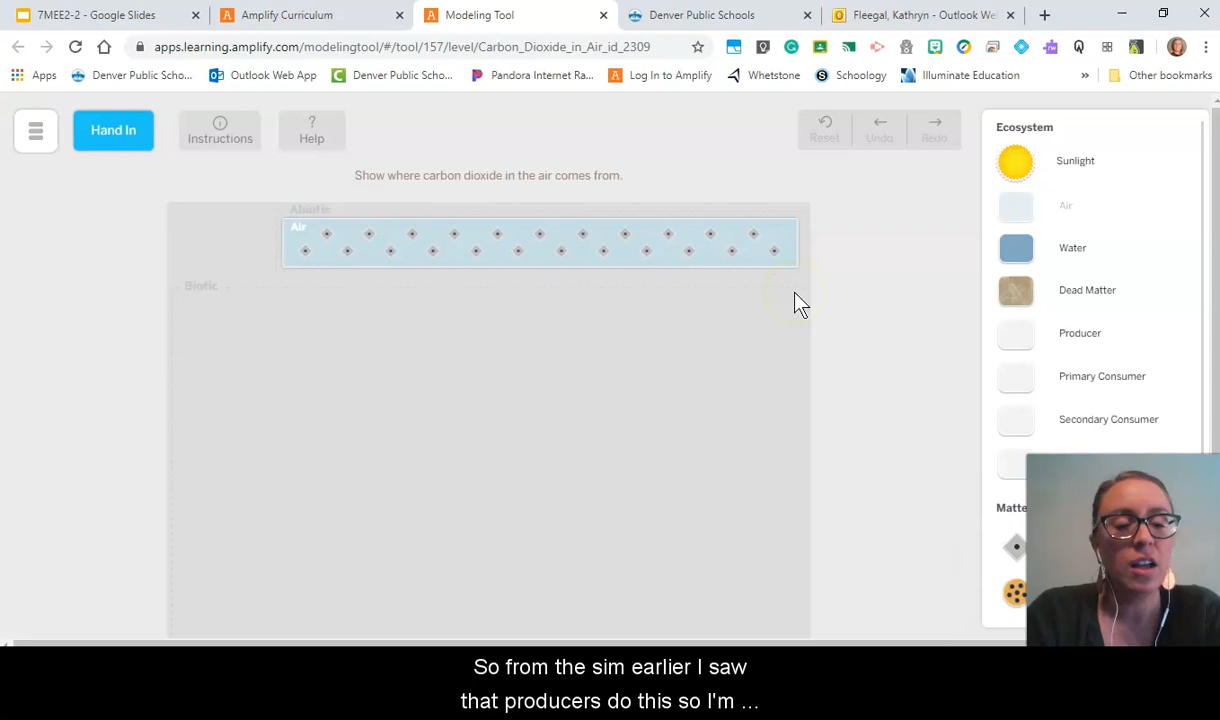 7MEE2-2 - Google Slides
Amplify Curriculum
Modeling Tool
Denver Public Schools
Fleegal, Kathryn - Outlook We
apps.learning.amplify.com/modelingtool/#/tool/157/level/Carbon_Dioxide_in_Air_id_2309
Apps
Denver Public Scho...
Outlook Web App
Denver Public Scho...
Pandora Internet Ra...
Log In to Amplify
Whetstone
Schoology
Illuminate Education
Other bookmarks
Hand In
Instructions
Help
Reset
Undo
Redo
Show where carbon dioxide in the air comes from.
Abiotic
Air
Biotic
Ecosystem
Sunlight
Air
Water
Dead Matter
Producer
Primary Consumer
Secondary Consumer
Matte
So from the sim earlier I saw
that producers do this so I'm ...